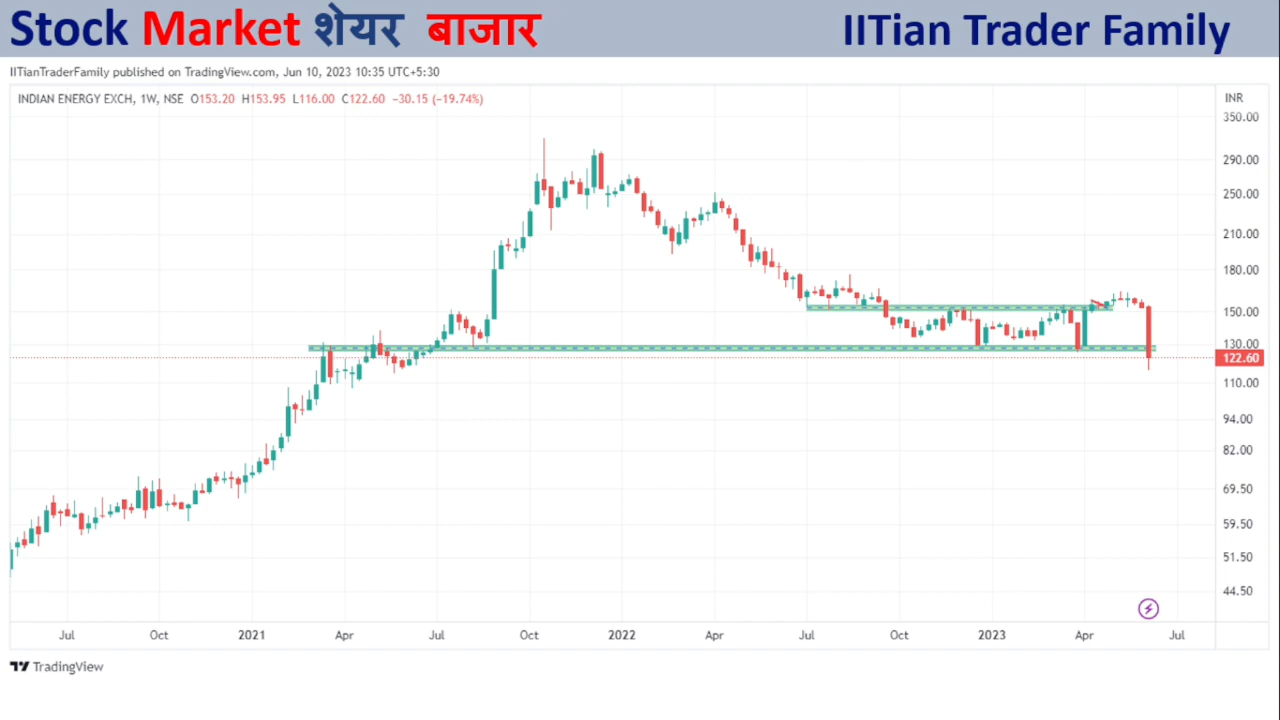 Stock Market शेयर बाजार IITian Trader Family
IITianTraderFamily published on TradingView.com, Jun 10, 2023 10:35 UTC+5:30
INDIAN ENERGY EXCH, 1W, NSE O153.20 H153.95 L116.00 C122.60 −30.15 (−19.74%)
INR
350.00
290.00
250.00
210.00
180.00
150.00
130.00
122.60
110.00
94.00
82.00
69.50
59.50
51.50
44.50
Jul Oct 2021 Apr Jul Oct 2022 Apr Jul Oct 2023 Apr Jul
TradingView